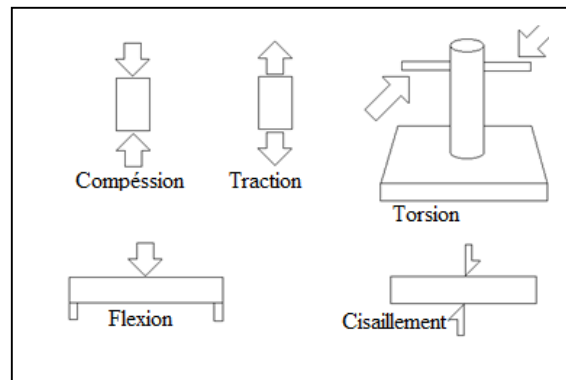 Compéssion
Traction
Torsion
Flexion
Cisaillement